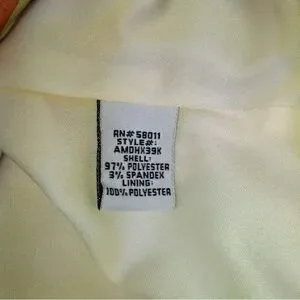 RN# 58011
STYLE#:
AMDHX39K
SHELL:
97% POLYESTER
3% SPANDEX
LINING:
100% POLYESTER